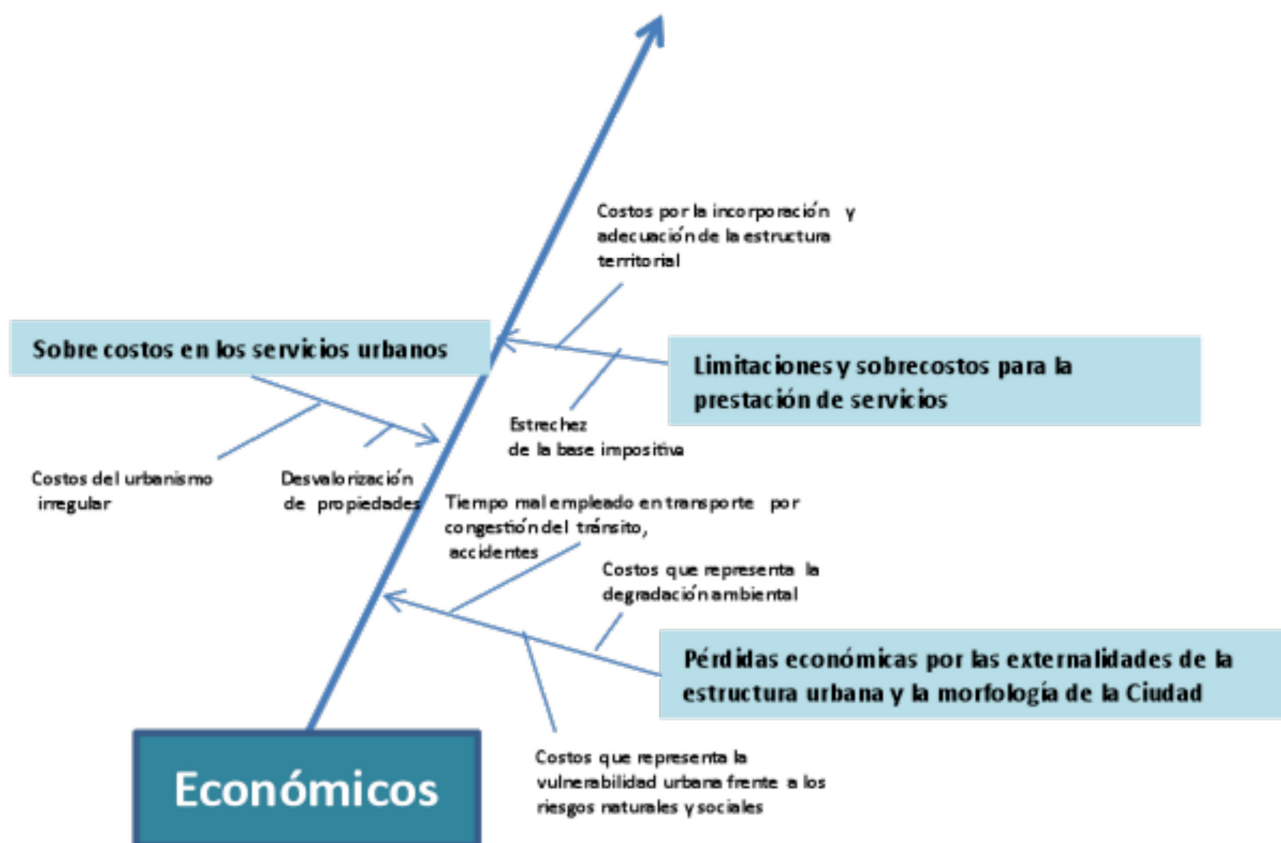 Costos por la incorporación y
adecuación de la estructura
territorial
Sobre costos en los servicios urbanos
Limitaciones y sobrecostos para la
prestación de servicios
Estrechez
de la base impositiva
Costos del urbanismo
irregular
Desvalorización
de propiedades
Tiempo mal empleado en transporte por
congestión del tránsito,
accidentes
Costos que representa la
degradación ambiental
Pérdidas económicas por las externalidades de la
estructura urbana y la morfología de la Ciudad
Costos que representa la
vulnerabilidad urbana frente a los
riesgos naturales y sociales
Económicos